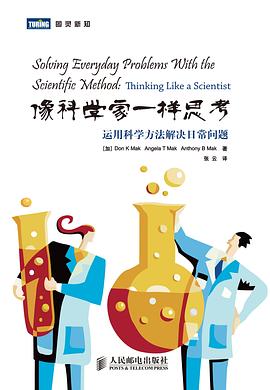 TURING 图灵新知
Solving Everyday Problems With the
Scientific Method: Thinking Like a Scientist
像科学家一样思考
运用科学方法解决日常问题
[加] Don K Mak Angela T Mak Anthony B Mak 著
张云 译
人民邮电出版社
POSTS & TELECOM PRESS